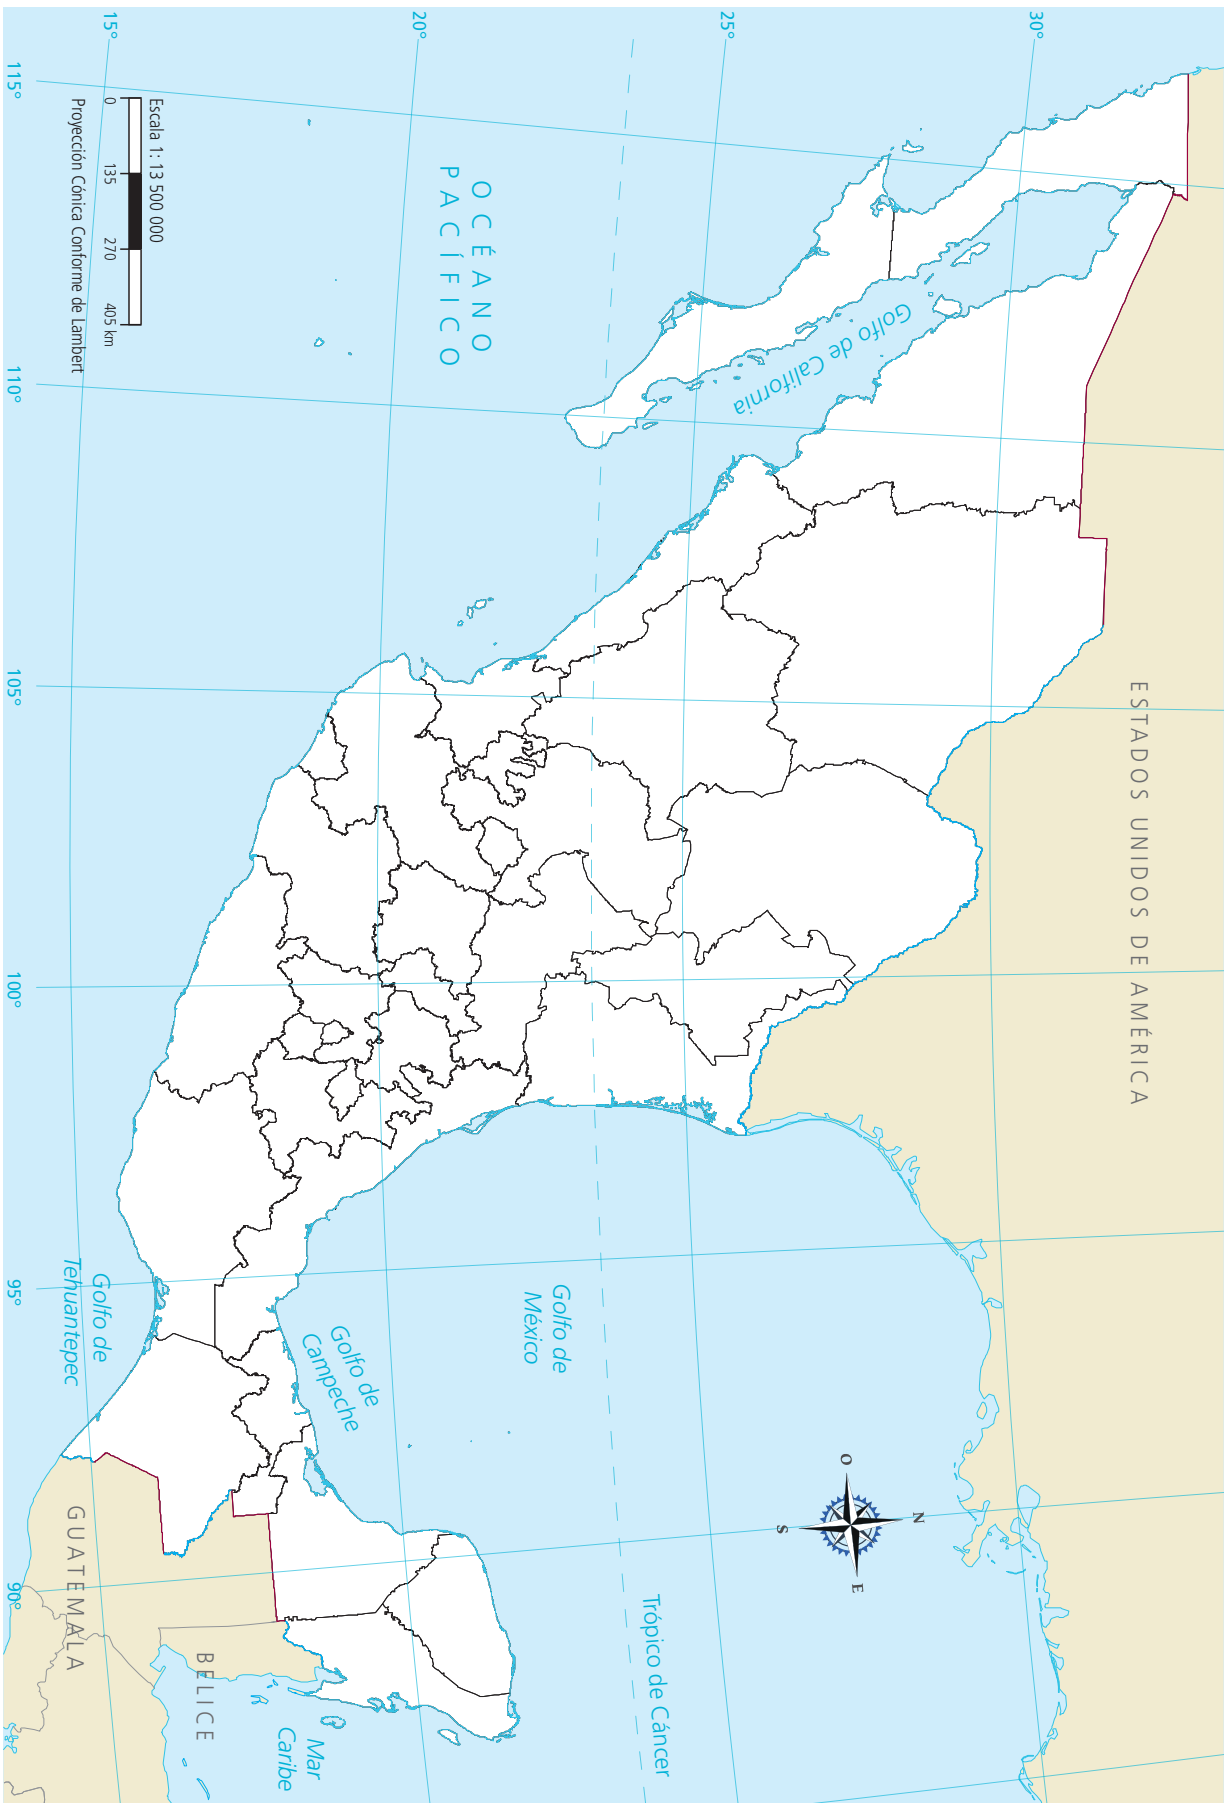 30°
25°
20°
15°
115°
110°
105°
100°
95°
90°
ESTADOS UNIDOS DE AMÉRICA
Golfo de California
OCÉANO
PACÍFICO
Golfo de
México
Trópico de Cáncer
Golfo de
Campeche
Golfo de
Tehuantepec
Mar
Caribe
BELICE
GUATEMALA
N
O
E
S
Escala 1: 13 500 000
0 135 270 405 km
Proyección Cónica Conforme de Lambert